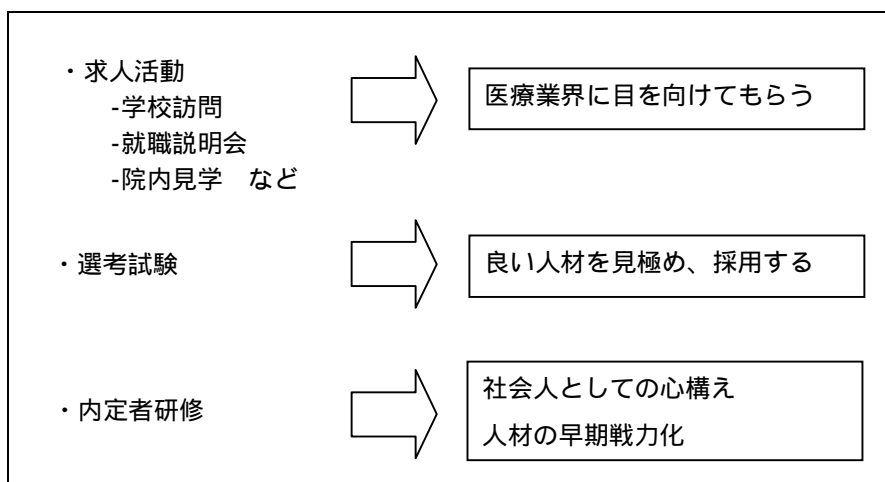 ・求人活動
-学校訪問
-就職説明会
-院内見学　など
医療業界に目を向けてもらう
・選考試験
良い人材を見極め、採用する
・内定者研修
社会人としての心構え
人材の早期戦力化